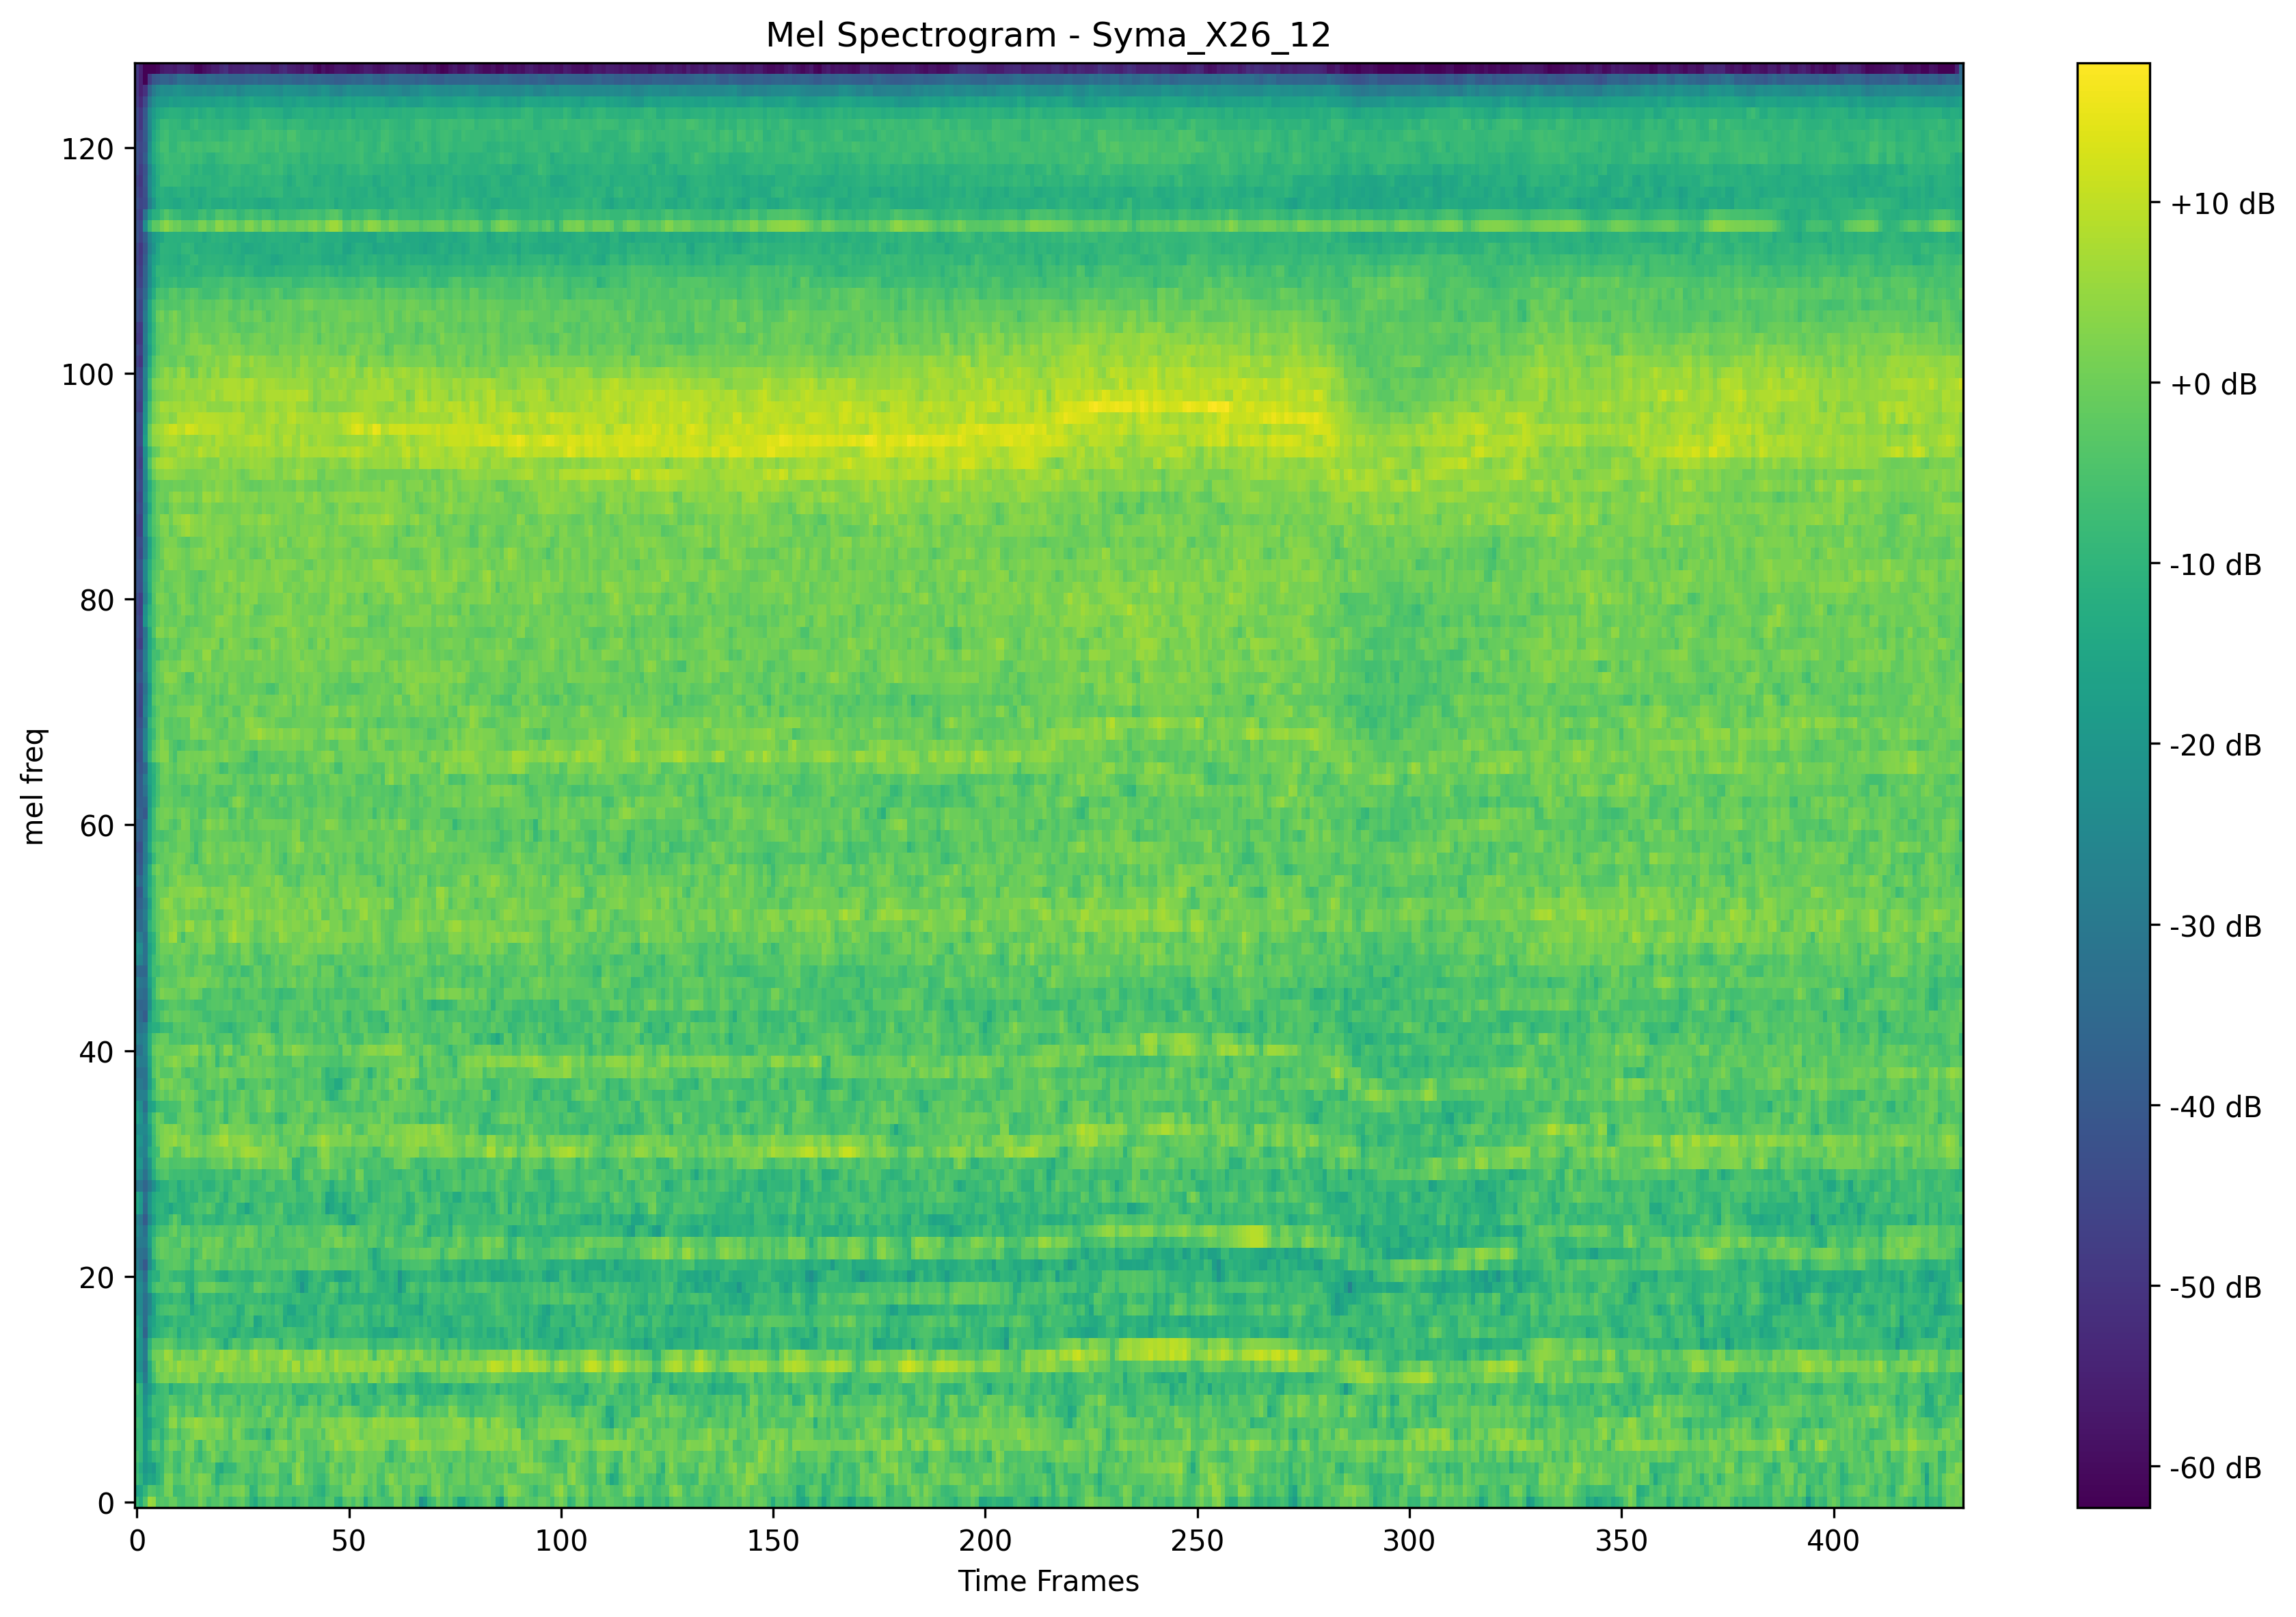 Mel Spectrogram - Syma_X26_12
mel freq
120
100
80
60
40
20
0
0 50 100 150 200 250 300 350 400
Time Frames
+10 dB
+0 dB
-10 dB
-20 dB
-30 dB
-40 dB
-50 dB
-60 dB